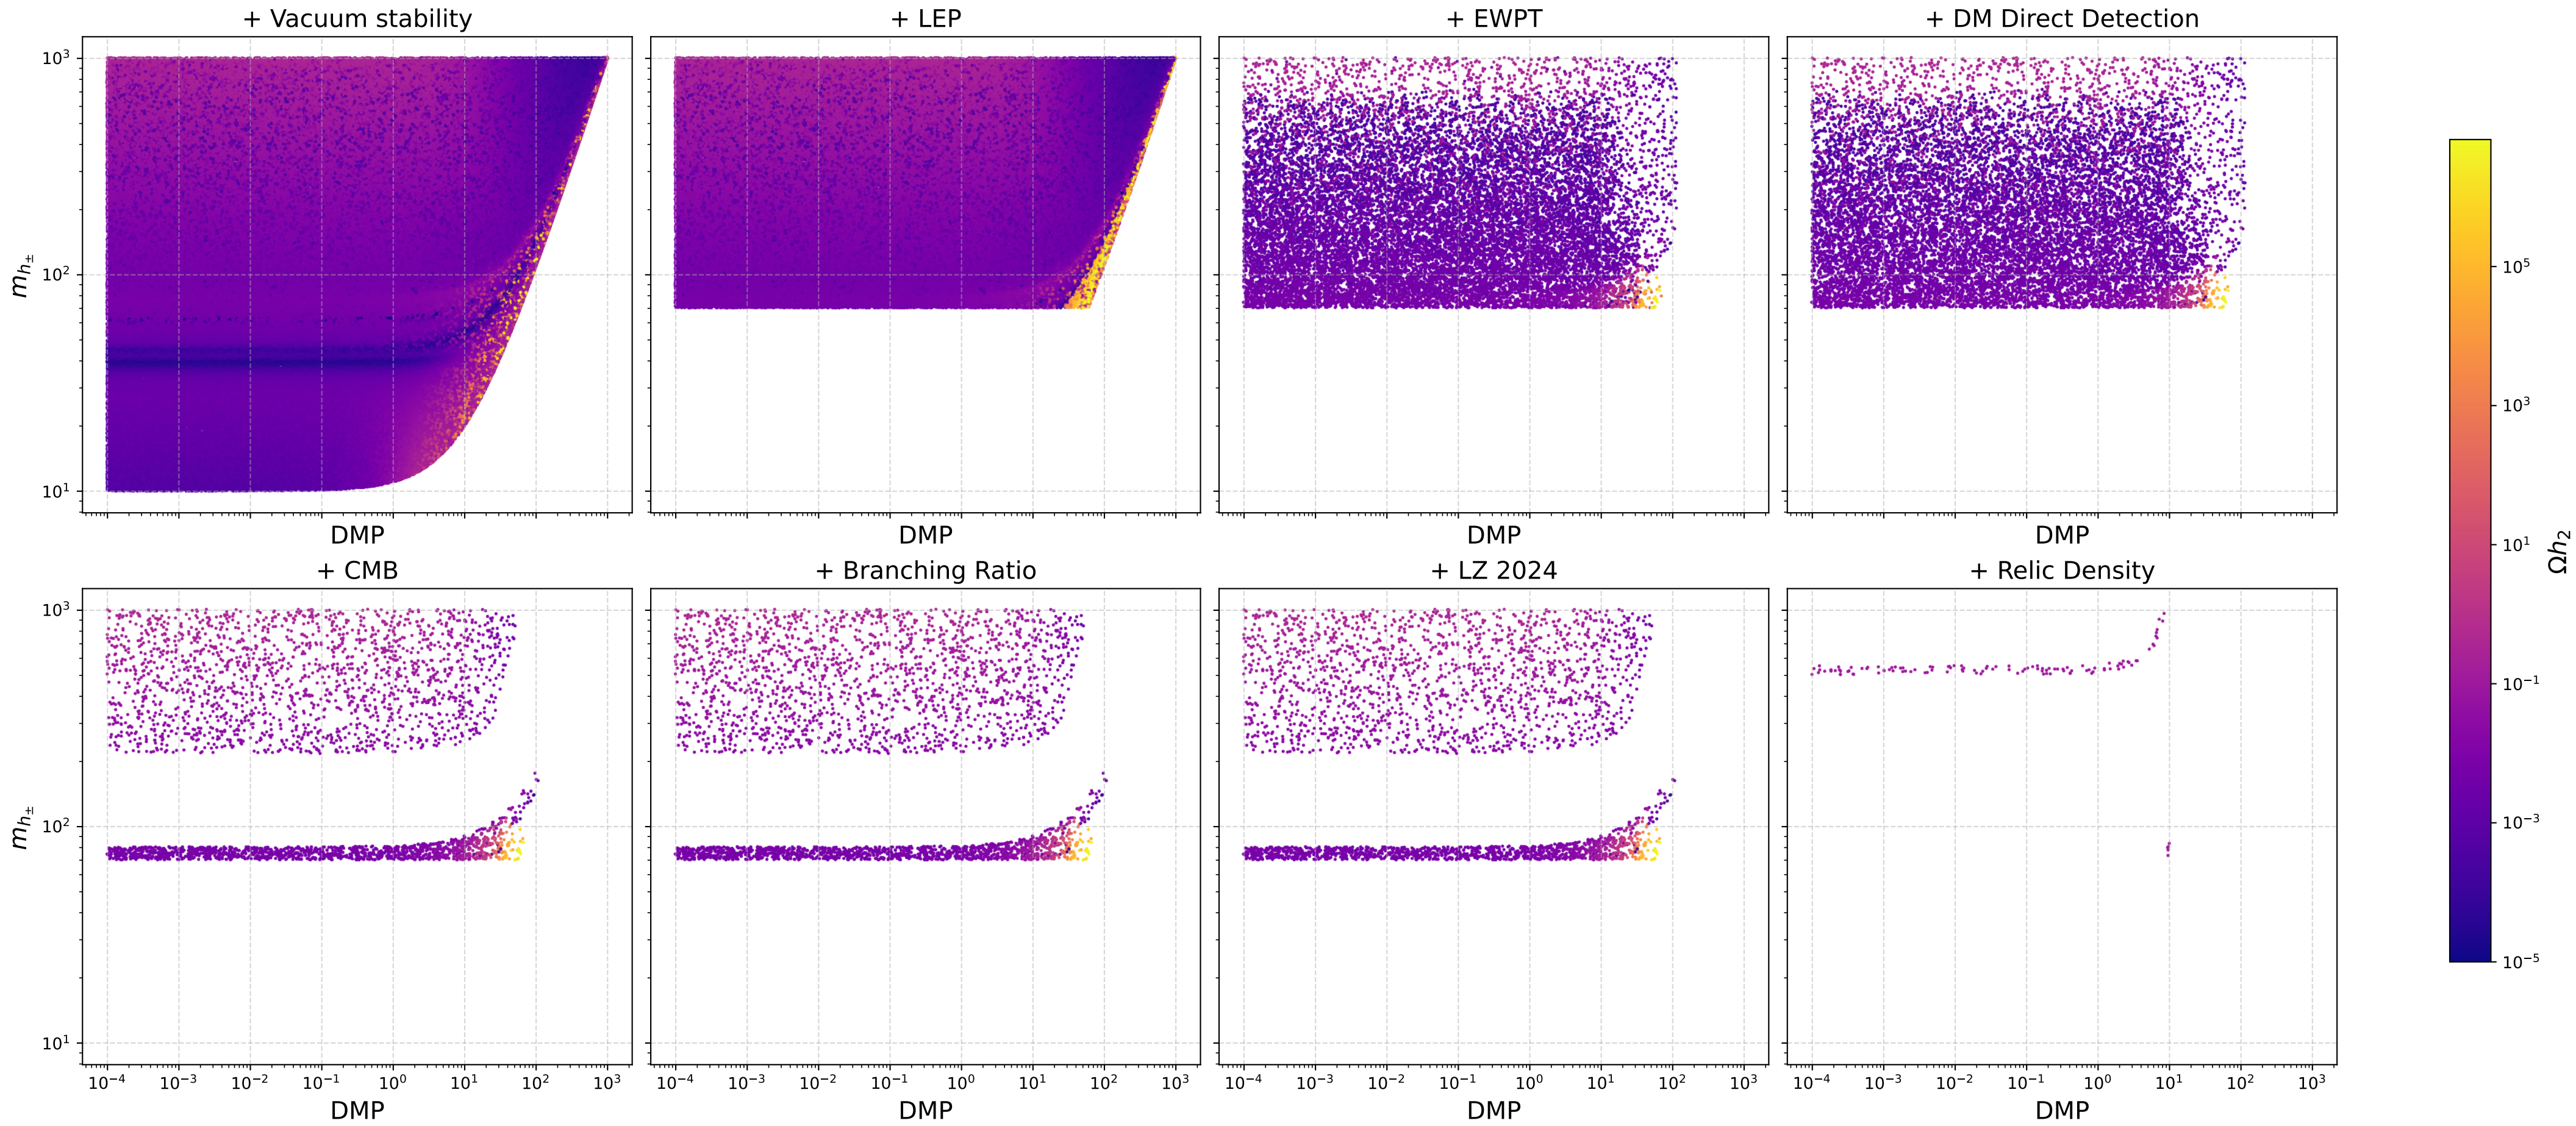 + Vacuum stability
+ LEP
+ EWPT
+ DM Direct Detection
10³
10²
10¹
m_{h_±}
DMP
DMP
DMP
DMP
+ CMB
+ Branching Ratio
+ LZ 2024
+ Relic Density
10³
10²
10¹
m_{h_±}
10⁻⁴ 10⁻³ 10⁻² 10⁻¹ 10⁰ 10¹ 10² 10³
10⁻⁴ 10⁻³ 10⁻² 10⁻¹ 10⁰ 10¹ 10² 10³
10⁻⁴ 10⁻³ 10⁻² 10⁻¹ 10⁰ 10¹ 10² 10³
10⁻⁴ 10⁻³ 10⁻² 10⁻¹ 10⁰ 10¹ 10² 10³
DMP
DMP
DMP
DMP
10⁵
10³
10¹
10⁻¹
10⁻³
10⁻⁵
Ωh₂